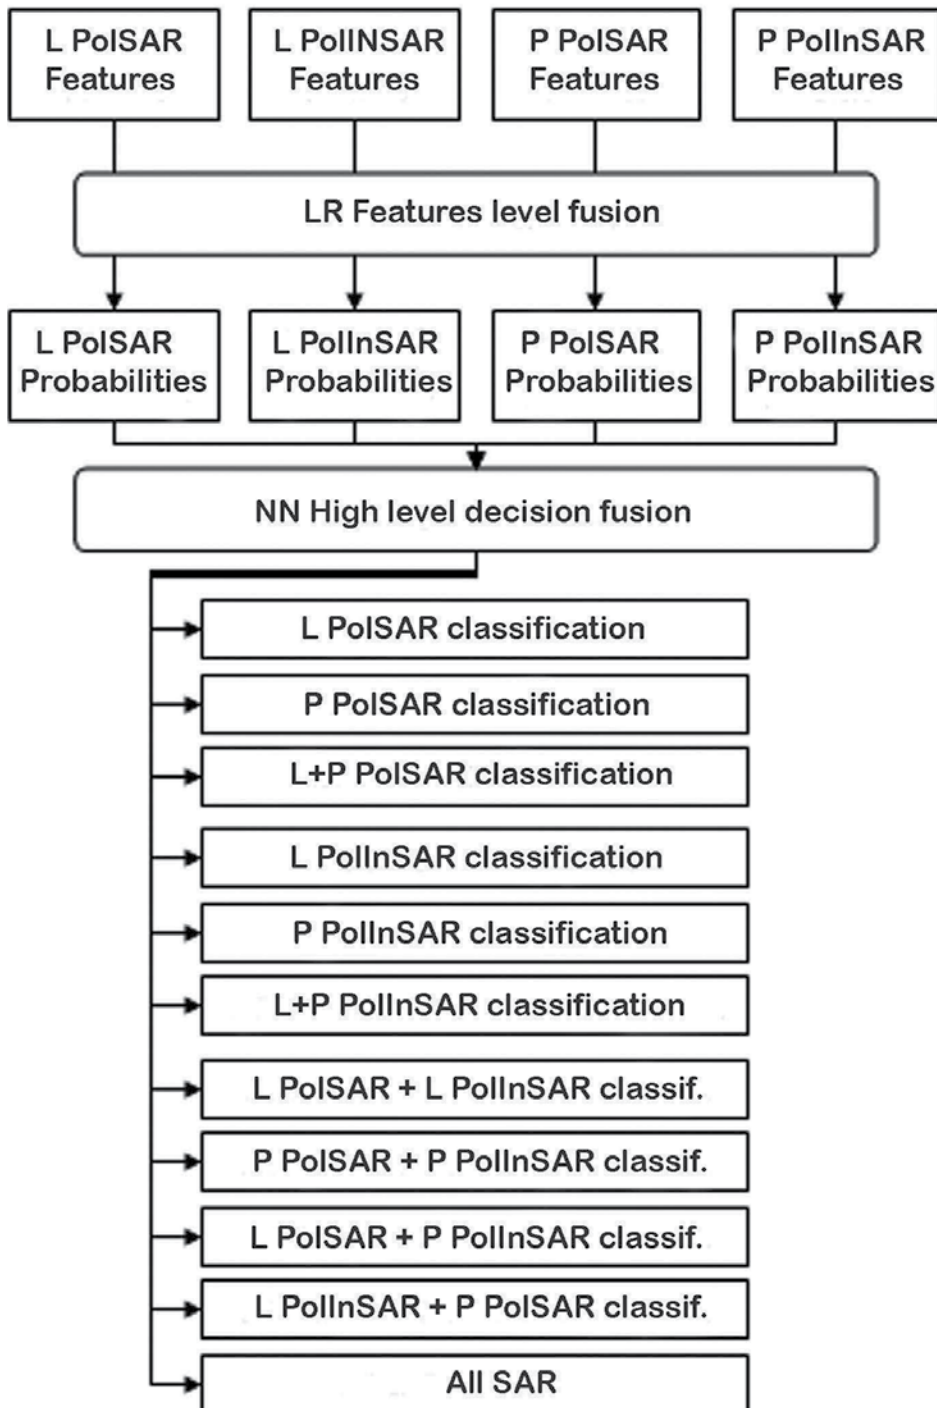 L PolSAR
Features
L PolINSAR
Features
P PolSAR
Features
P PolInSAR
Features
LR Features level fusion
L PolSAR
Probabilities
L PolInSAR
Probabilities
P PolSAR
Probabilities
P PolInSAR
Probabilities
NN High level decision fusion
L PolSAR classification
P PolSAR classification
L+P PolSAR classification
L PolInSAR classification
P PolInSAR classification
L+P PolInSAR classification
L PolSAR + L PolInSAR classif.
P PolSAR + P PolInSAR classif.
L PolSAR + P PolInSAR classif.
L PolInSAR + P PolSAR classif.
All SAR